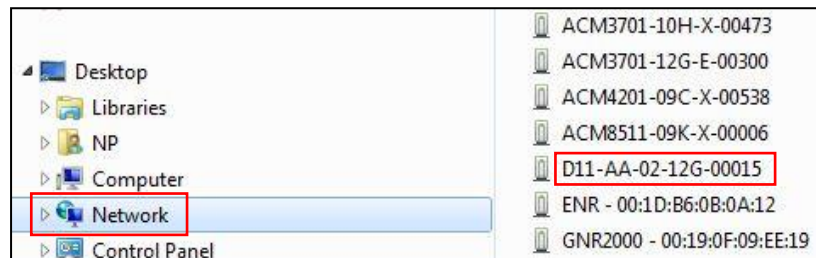 Desktop
Libraries
NP
Computer
Network
Control Panel
ACM3701-10H-X-00473
ACM3701-12G-E-00300
ACM4201-09C-X-00538
ACM8511-09K-X-00006
D11-AA-02-12G-00015
ENR - 00:1D:B6:0B:0A:12
GNR2000 - 00:19:0F:09:EE:19